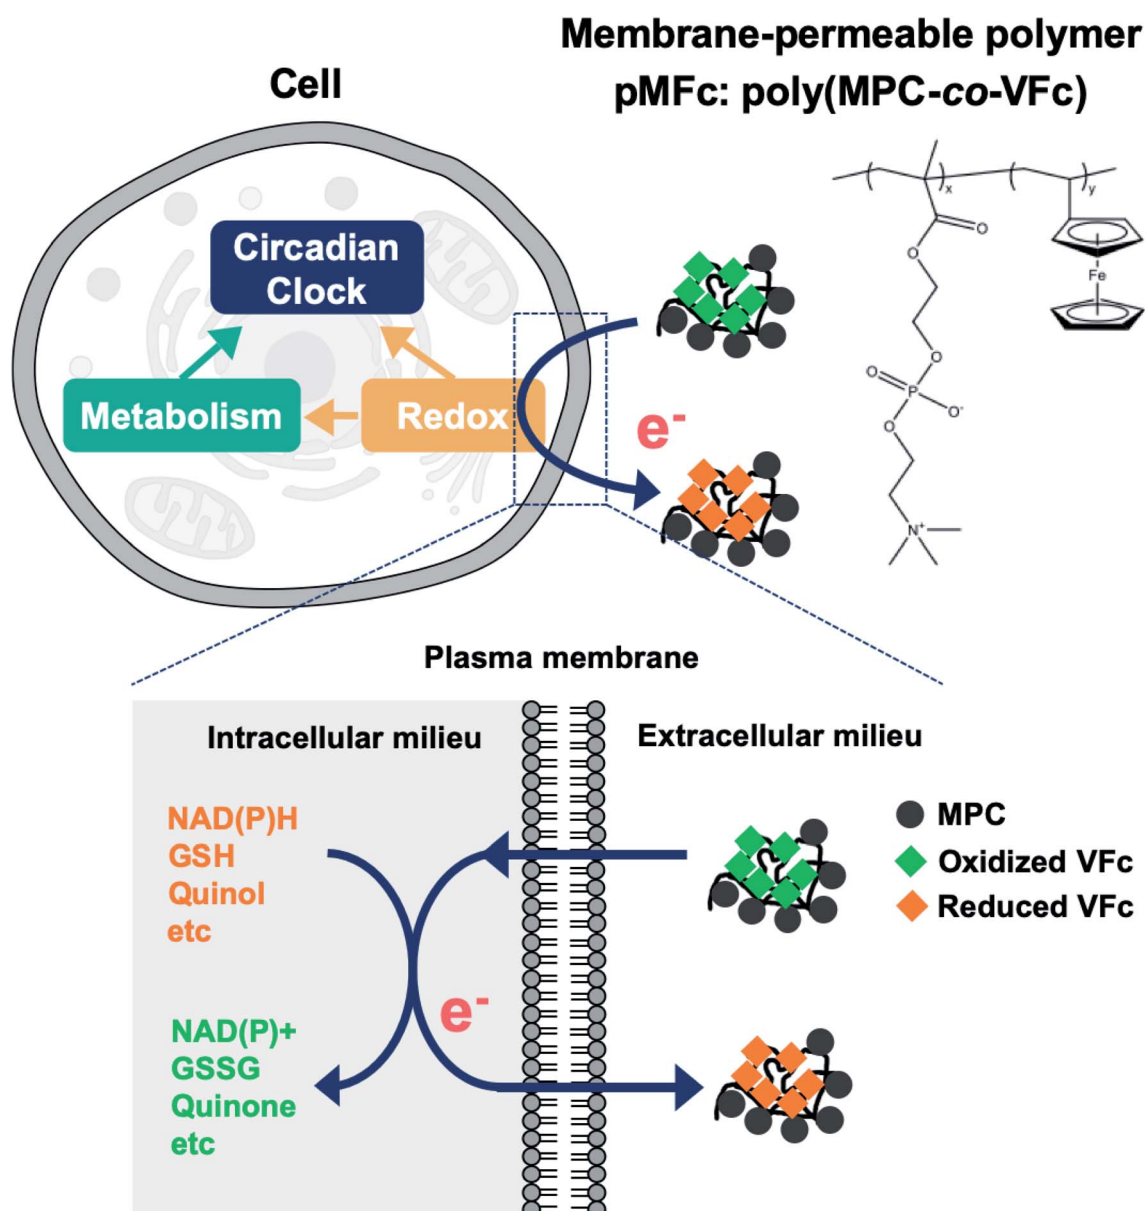 Membrane-permeable polymer
pMFc: poly(MPC-co-VFc)
Cell
Circadian
Clock
Metabolism
Redox
e-
x
y
O
O
Fe
O
O
P
O-
O
N+
Plasma membrane
Intracellular milieu
Extracellular milieu
NAD(P)H
GSH
Quinol
etc
e-
NAD(P)+
GSSG
Quinone
etc
MPC
Oxidized VFc
Reduced VFc